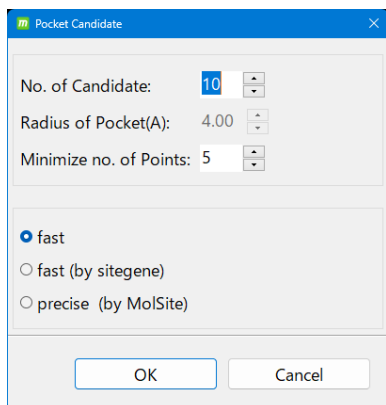 m Pocket Candidate
No. of Candidate: 10
Radius of Pocket(A): 4.00
Minimize no. of Points: 5
fast
fast (by sitegene)
precise (by MolSite)
OK Cancel